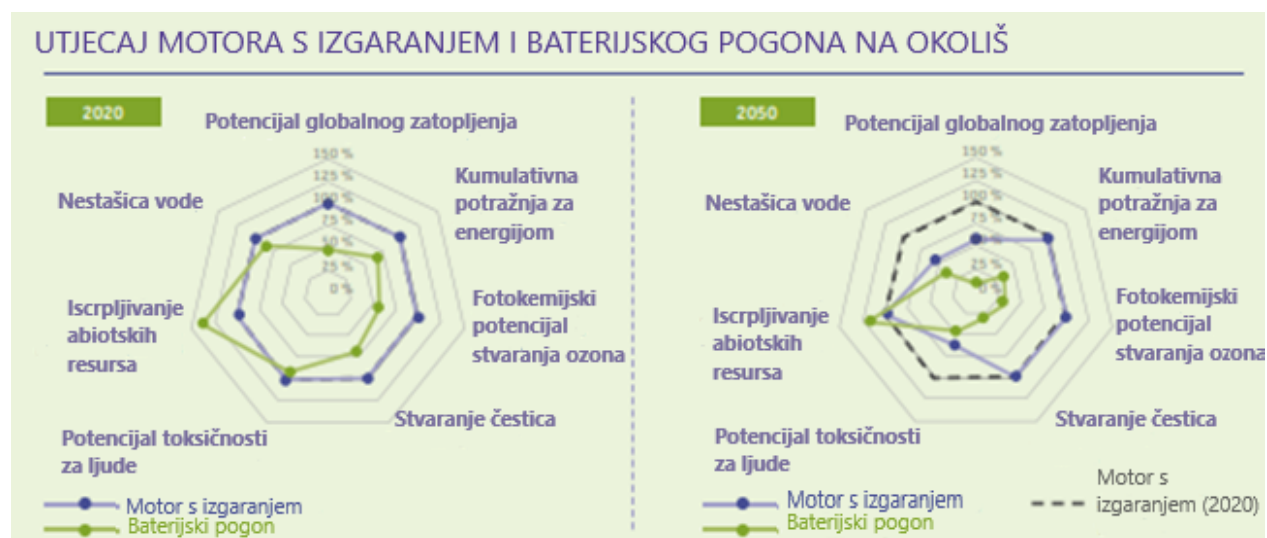 UTJECAJ MOTORA S IZGARANJEM I BATERIJSKOG POGONA NA OKOLIŠ
2020
Potencijal globalnog zatopljenja
150 %
125 %
100 %
75 %
50 %
25 %
0 %
Kumulativna
potražnja za
energijom
Fotokemijski
potencijal
stvaranja ozona
Stvaranje čestica
Potencijal toksičnosti
za ljude
Iscrpljivanje
abiotskih
resursa
Nestašica vode
Motor s izgaranjem
Baterijski pogon
2050
Potencijal globalnog zatopljenja
150 %
125 %
100 %
75 %
25 %
0 %
Kumulativna
potražnja za
energijom
Fotokemijski
potencijal
stvaranja ozona
Stvaranje čestica
Potencijal toksičnosti
za ljude
Iscrpljivanje
abiotskih
resursa
Nestašica vode
Motor s izgaranjem
Baterijski pogon
Motor s
izgaranjem (2020)